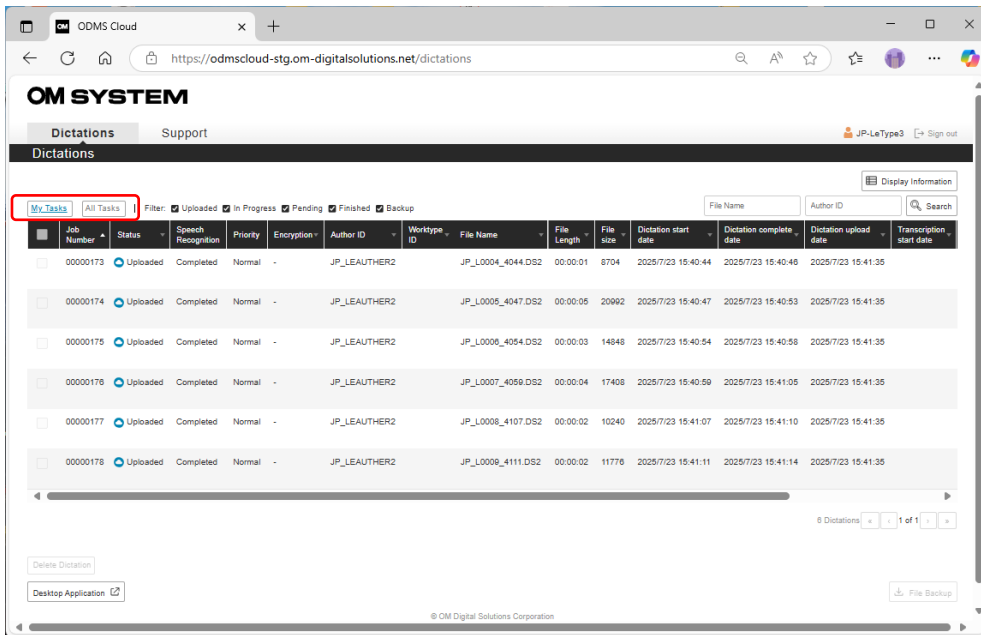 OM ODMS Cloud
https://odmscloud-stg.om-digitalsolutions.net/dictations
OM SYSTEM
Dictations Support JP-LeType3 Sign out
Dictations
Display Information
My Tasks All Tasks | Filter: Uploaded In Progress Pending Finished Backup File Name Author ID Search
Job Number Status Speech Recognition Priority Encryption Author ID Worktype ID File Name File Length File size Dictation start date Dictation complete date Dictation upload date Transcription start date
00000173 Uploaded Completed Normal - JP_LEAUTHER2 JP_L0004_4044.DS2 00:00:01 8704 2025/7/23 15:40:44 2025/7/23 15:40:46 2025/7/23 15:41:35
00000174 Uploaded Completed Normal - JP_LEAUTHER2 JP_L0005_4047.DS2 00:00:05 20992 2025/7/23 15:40:47 2025/7/23 15:40:53 2025/7/23 15:41:35
00000175 Uploaded Completed Normal - JP_LEAUTHER2 JP_L0006_4054.DS2 00:00:03 14848 2025/7/23 15:40:54 2025/7/23 15:40:58 2025/7/23 15:41:35
00000176 Uploaded Completed Normal - JP_LEAUTHER2 JP_L0007_4059.DS2 00:00:04 17408 2025/7/23 15:40:59 2025/7/23 15:41:05 2025/7/23 15:41:35
00000177 Uploaded Completed Normal - JP_LEAUTHER2 JP_L0008_4107.DS2 00:00:02 10240 2025/7/23 15:41:07 2025/7/23 15:41:10 2025/7/23 15:41:35
00000178 Uploaded Completed Normal - JP_LEAUTHER2 JP_L0009_4111.DS2 00:00:02 11776 2025/7/23 15:41:11 2025/7/23 15:41:14 2025/7/23 15:41:35
6 Dictations « ‹ 1 of 1 › »
Delete Dictation
Desktop Application File Backup
© OM Digital Solutions Corporation